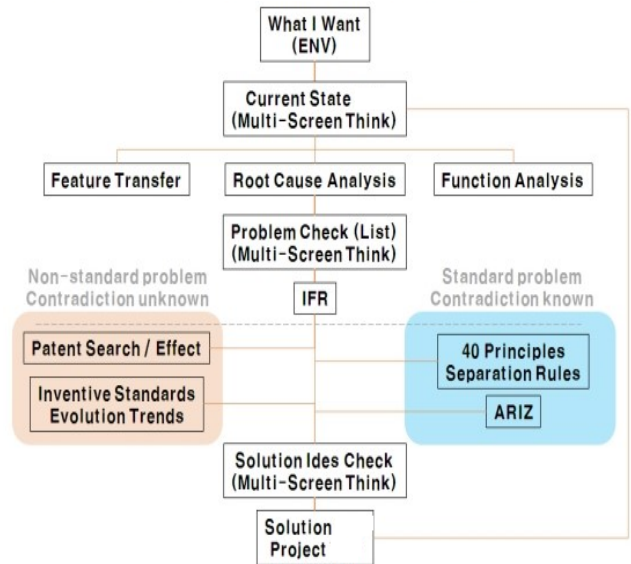 What I Want
(ENV)
Current State
(Multi-Screen Think)
Feature Transfer
Root Cause Analysis
Function Analysis
Problem Check (List)
(Multi-Screen Think)
Non-standard problem
Contradiction unknown
Standard problem
Contradiction known
IFR
Patent Search / Effect
40 Principles
Separation Rules
Inventive Standards
Evolution Trends
ARIZ
Solution Ides Check
(Multi-Screen Think)
Solution
Project